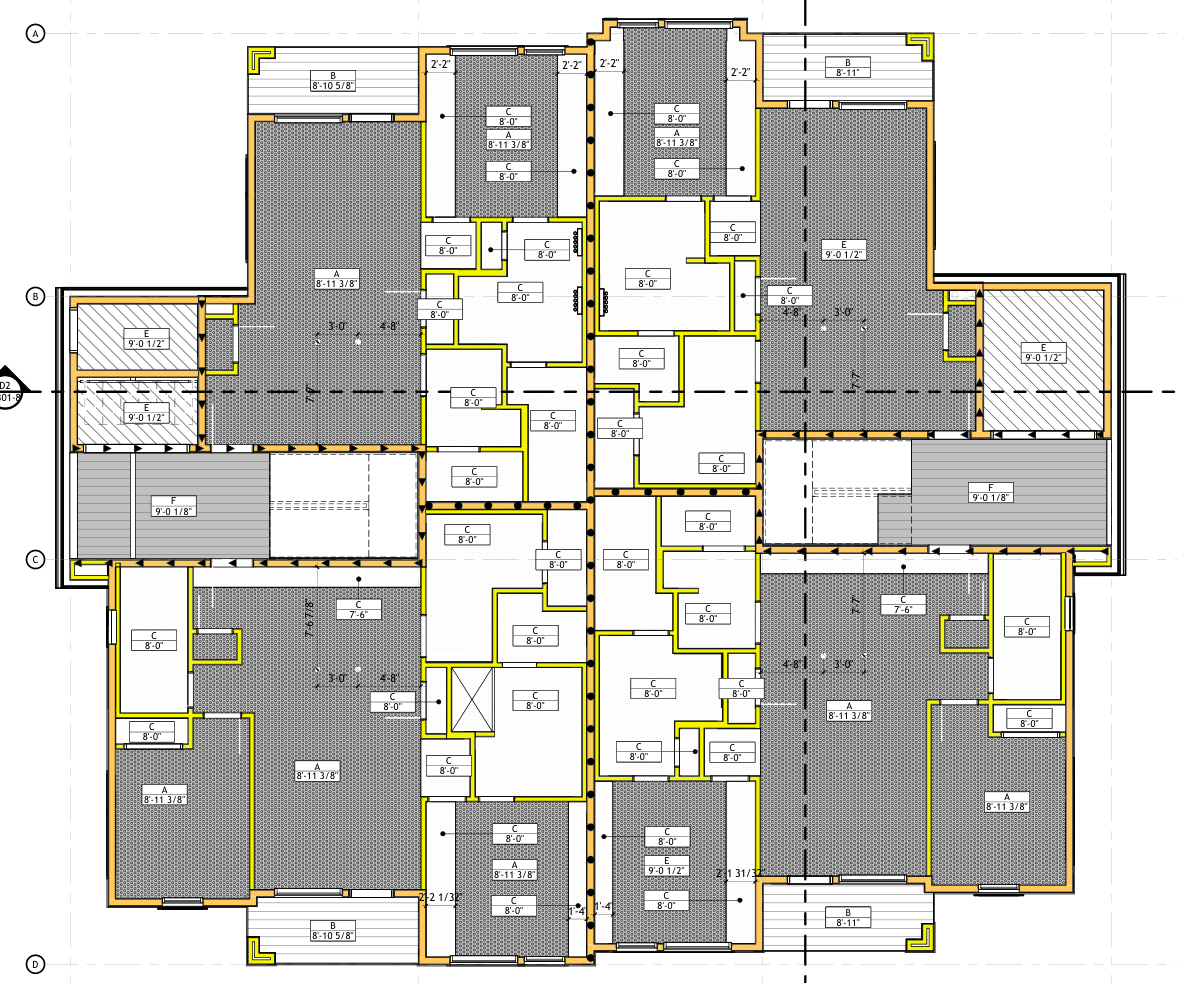 A
B
8'-10 5/8"
2'-2"
2'-2"
2'-2"
2'-2"
B
8'-11"
C
8'-0"
A
8'-11 3/8"
C
8'-0"
C
8'-0"
A
8'-11 3/8"
C
8'-0"
C
8'-0"
C
8'-0"
C
8'-0"
E
9'-0 1/2"
A
8'-11 3/8"
C
8'-0"
C
8'-0"
C
8'-0"
B
C
8'-0"
3'-0"
4'-8"
4'-8"
3'-0"
E
9'-0 1/2"
C
8'-0"
E
9'-0 1/2"
7'-7"
D2
E
9'-0 1/2"
C
8'-0"
C
8'-0"
C
8'-0"
C
8'-0"
C
8'-0"
F
9'-0 1/8"
F
9'-0 1/8"
C
8'-0"
C
8'-0"
C
C
8'-0"
C
8'-0"
C
7'-6"
7'-6 7/8"
7'-7"
C
7'-6"
C
8'-0"
C
8'-0"
C
8'-0"
C
8'-0"
3'-0"
4'-8"
4'-8"
3'-0"
C
8'-0"
C
8'-0"
C
8'-0"
C
8'-0"
A
8'-11 3/8"
C
8'-0"
C
8'-0"
C
8'-0"
C
8'-0"
C
8'-0"
A
8'-11 3/8"
A
8'-11 3/8"
A
8'-11 3/8"
C
8'-0"
C
8'-0"
A
8'-11 3/8"
E
9'-0 1/2"
2'-1 31/32"
2'-2 1/32"
C
8'-0"
1'-4"
1'-4"
C
8'-0"
B
8'-10 5/8"
B
8'-11"
D